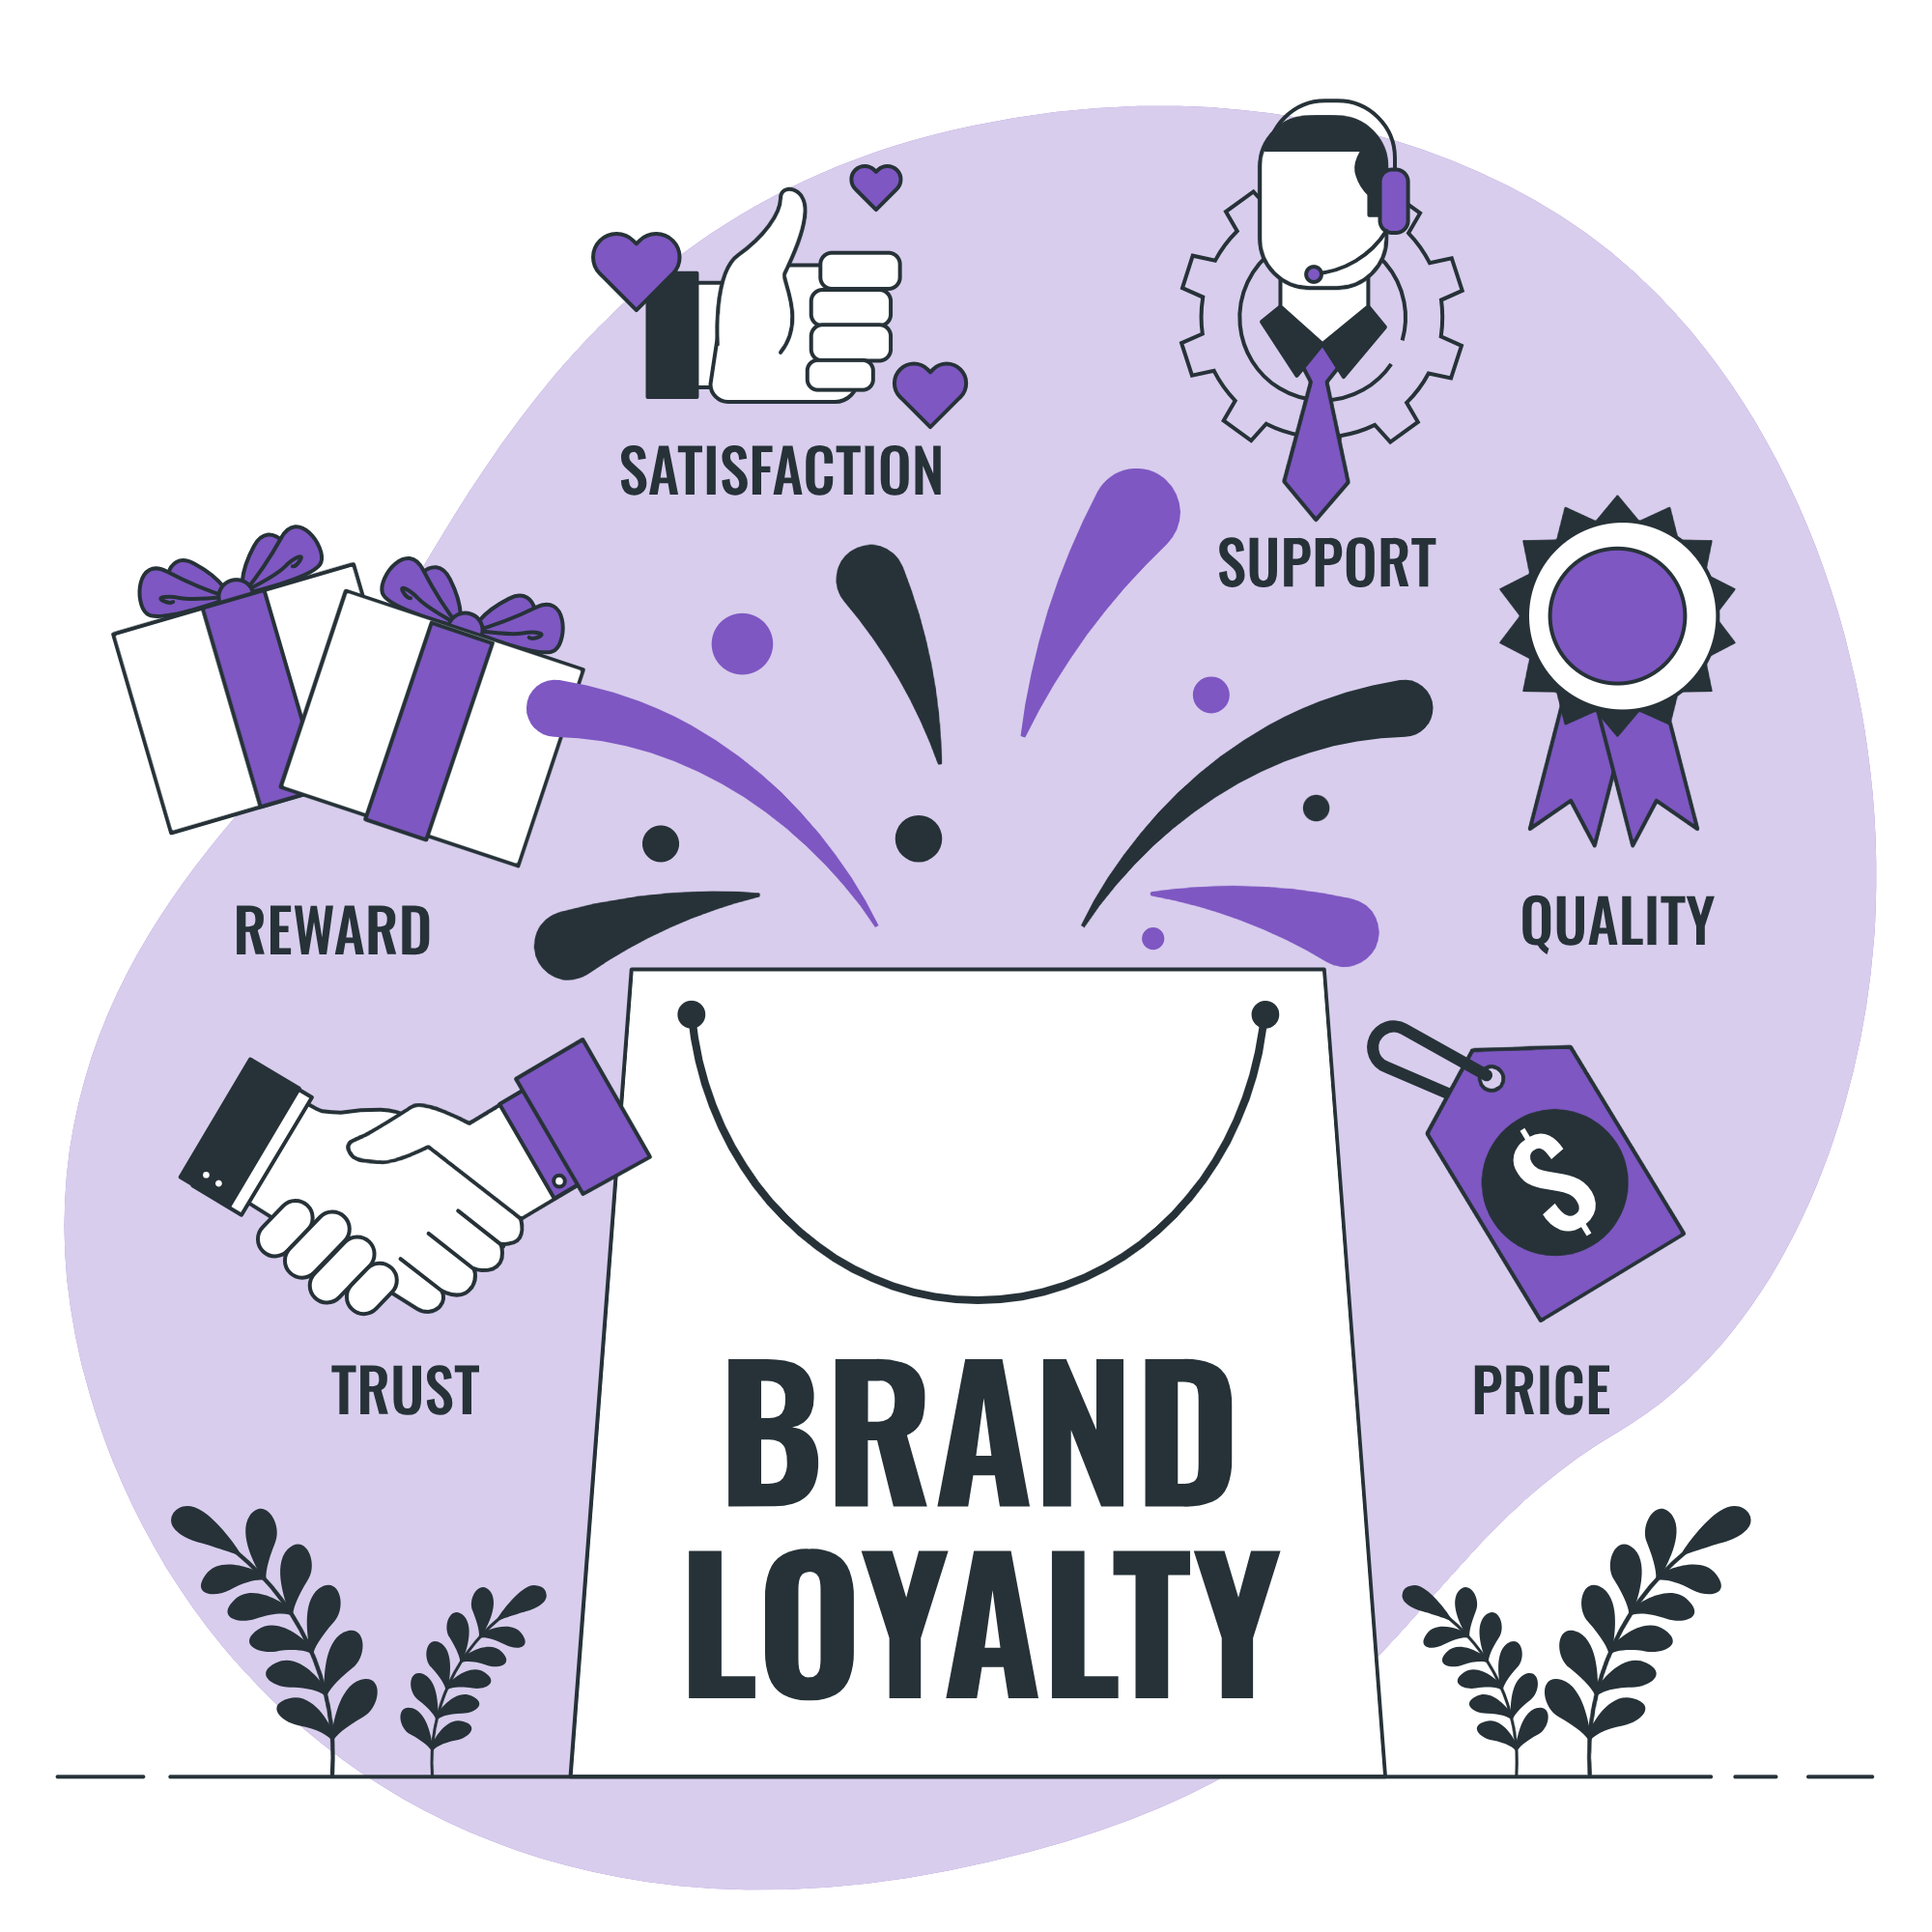 SATISFACTION
SUPPORT
REWARD
QUALITY
TRUST
PRICE
$
BRAND
LOYALTY